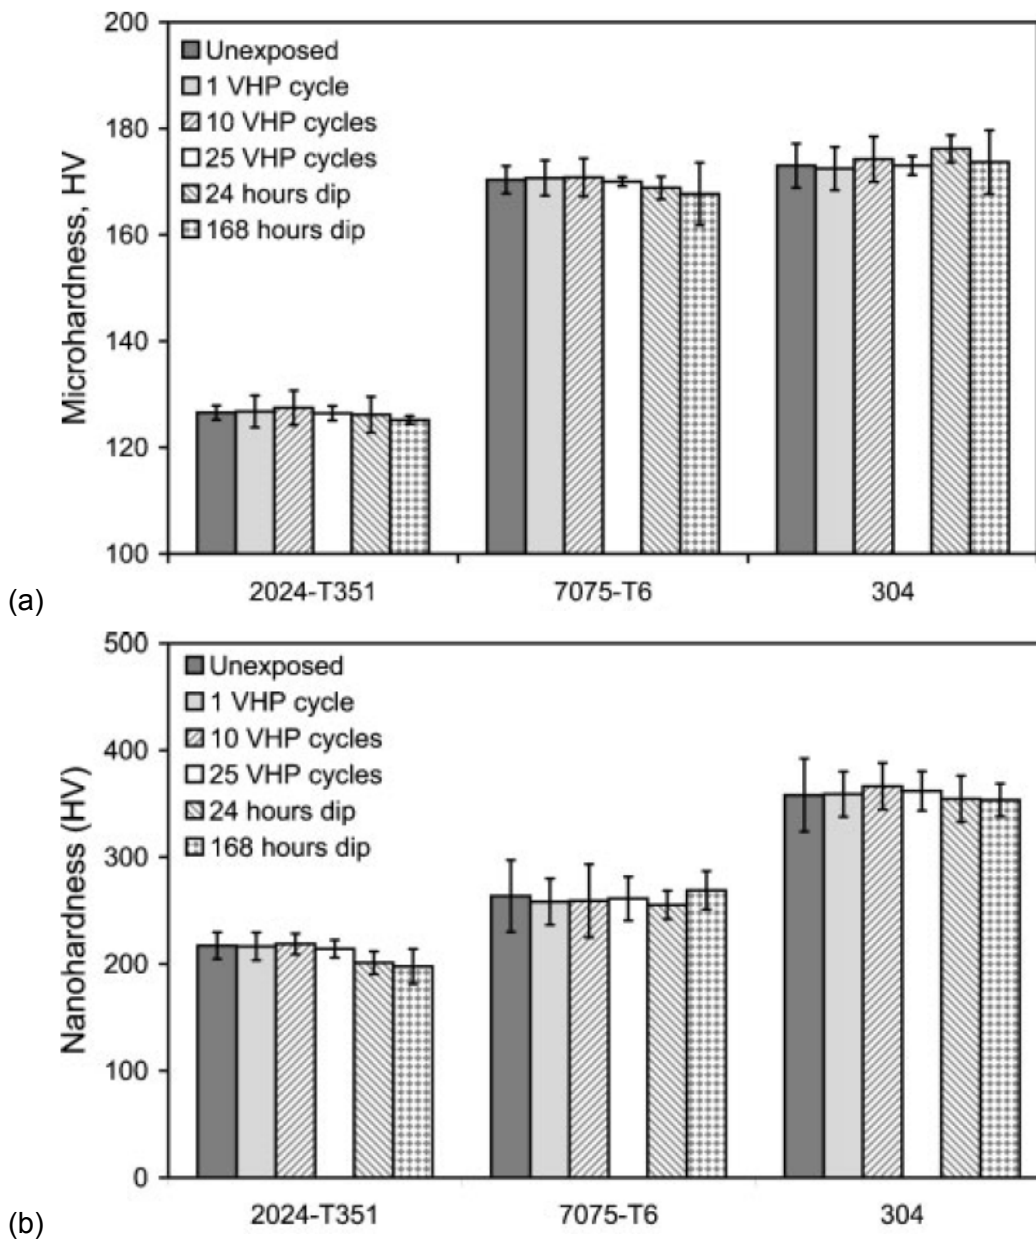 200
Unexposed
1 VHP cycle
180
10 VHP cycles
25 VHP cycles
24 hours dip
160
168 hours dip
Microhardness, HV
140
120
100
2024-T351 7075-T6 304
(a)
500
Unexposed
1 VHP cycle
400
10 VHP cycles
25 VHP cycles
24 hours dip
300
168 hours dip
Nanohardness (HV)
200
100
0
2024-T351 7075-T6 304
(b)